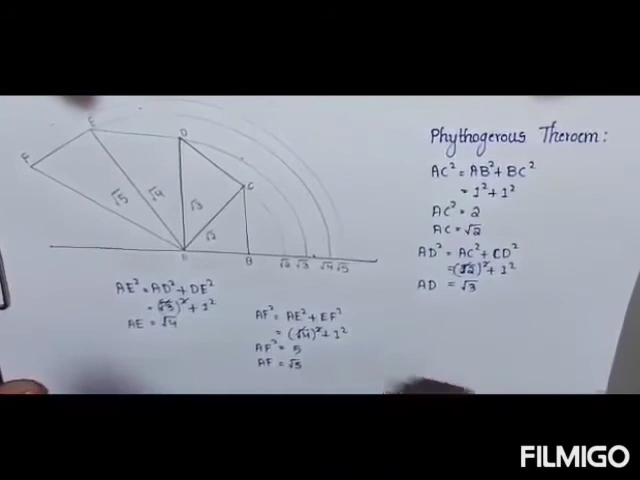 E
D
F
C
√5
√4
√3
√2
B
√2 √3 √4 √5
Phythogerous Theroem:
AC² = AB² + BC²
= 1² + 1²
AC² = 2
AC = √2
AD² = AC² + CD²
= (√2)² + 1²
AD = √3
AE² = AD² + DE²
= (√3)² + 1²
AE = √4
AF² = AE² + EF²
= (√4)² + 1²
AF² = 5
AF = √5
FILMIGO